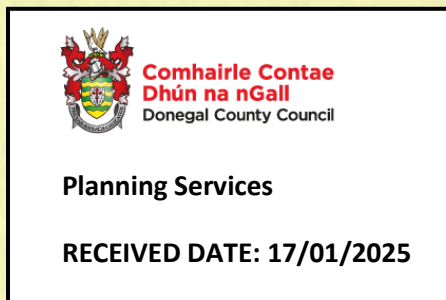 Comhairle Contae
Dhún na nGall
Donegal County Council
Planning Services
RECEIVED DATE: 17/01/2025